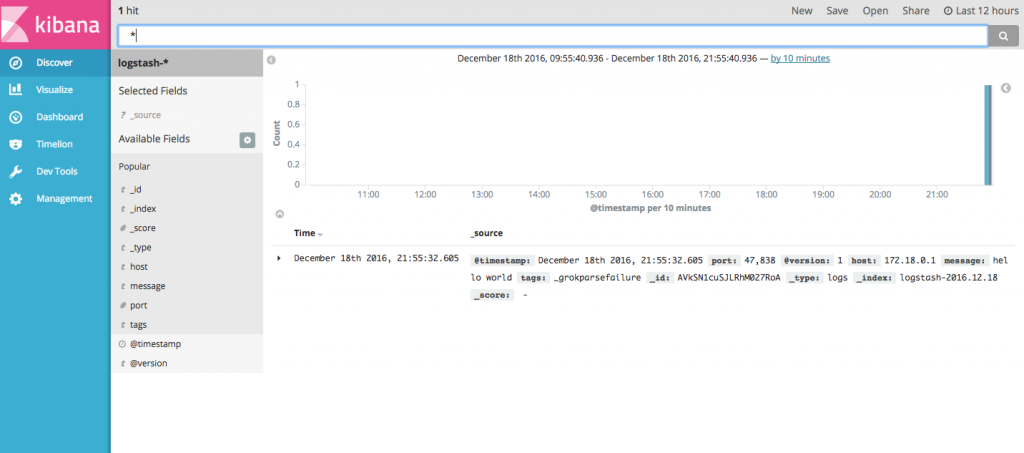 kibana
Discover
Visualize
Dashboard
Timelion
Dev Tools
Management
1 hit
New Save Open Share Last 12 hours
*
logstash-*
Selected Fields
? _source
Available Fields
Popular
t _id
t _index
# _score
t _type
t host
t message
# port
t tags
@timestamp
t @version
December 18th 2016, 09:55:40.936 - December 18th 2016, 21:55:40.936 — by 10 minutes
Count
1
0.8
0.6
0.4
0.2
0
11:00 12:00 13:00 14:00 15:00 16:00 17:00 18:00 19:00 20:00 21:00
@timestamp per 10 minutes
Time _source
December 18th 2016, 21:55:32.605 @timestamp: December 18th 2016, 21:55:32.605 port: 47,838 @version: 1 host: 172.18.0.1 message: hel
lo world tags: _grokparsefailure _id: AVkSN1cuSJLRhM0Z7RoA _type: logs _index: logstash-2016.12.18
_score: -